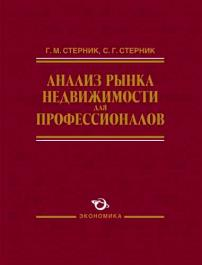 Г. М. СТЕРНИК, С. Г. СТЕРНИК
АНАЛИЗ РЫНКА
НЕДВИЖИМОСТИ
ДЛЯ
ПРОФЕССИОНАЛОВ
ЭКОНОМИКА